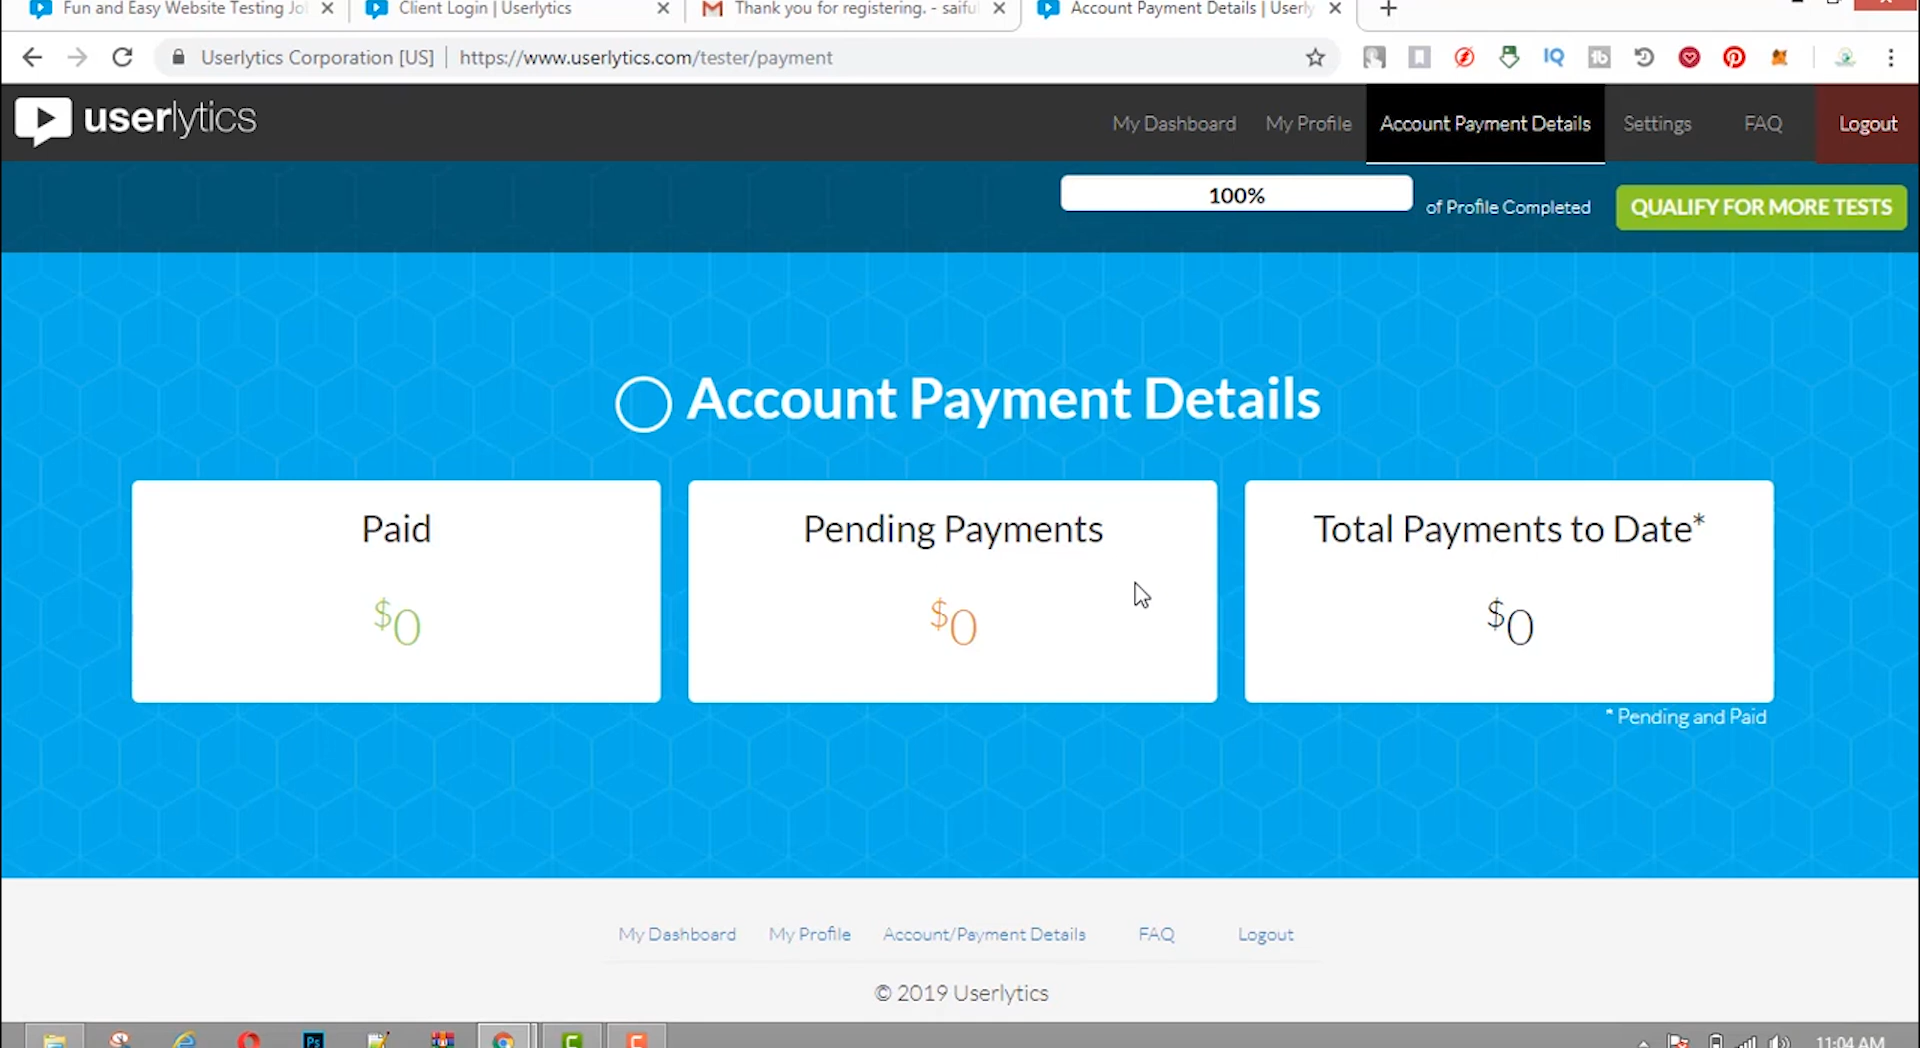 Fun and Easy Website Testing Jo
Client Login | Userlytics
Thank you for registering. - saiful
Account Payment Details | Userly
Userlytics Corporation [US]
https://www.userlytics.com/tester/payment
userlytics
My Dashboard
My Profile
Account Payment Details
Settings
FAQ
Logout
100%
of Profile Completed
QUALIFY FOR MORE TESTS
Account Payment Details
Paid
$0
Pending Payments
$0
Total Payments to Date*
$0
* Pending and Paid
My Dashboard
My Profile
Account/Payment Details
FAQ
Logout
© 2019 Userlytics
Ps
11:04 AM